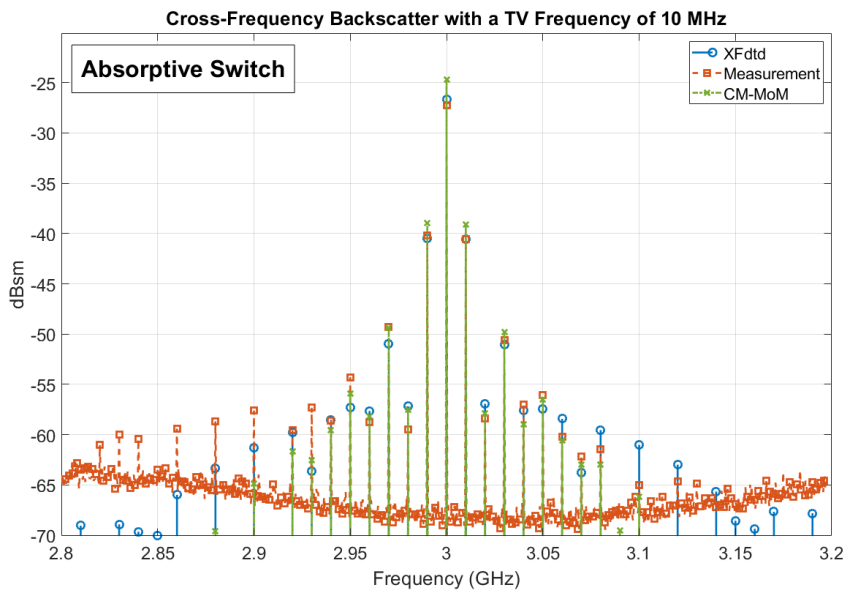 Cross-Frequency Backscatter with a TV Frequency of 10 MHz
Absorptive Switch
XFdtd
Measurement
CM-MoM
dBsm
-25
-30
-35
-40
-45
-50
-55
-60
-65
-70
2.8
2.85
2.9
2.95
3
3.05
3.1
3.15
3.2
Frequency (GHz)